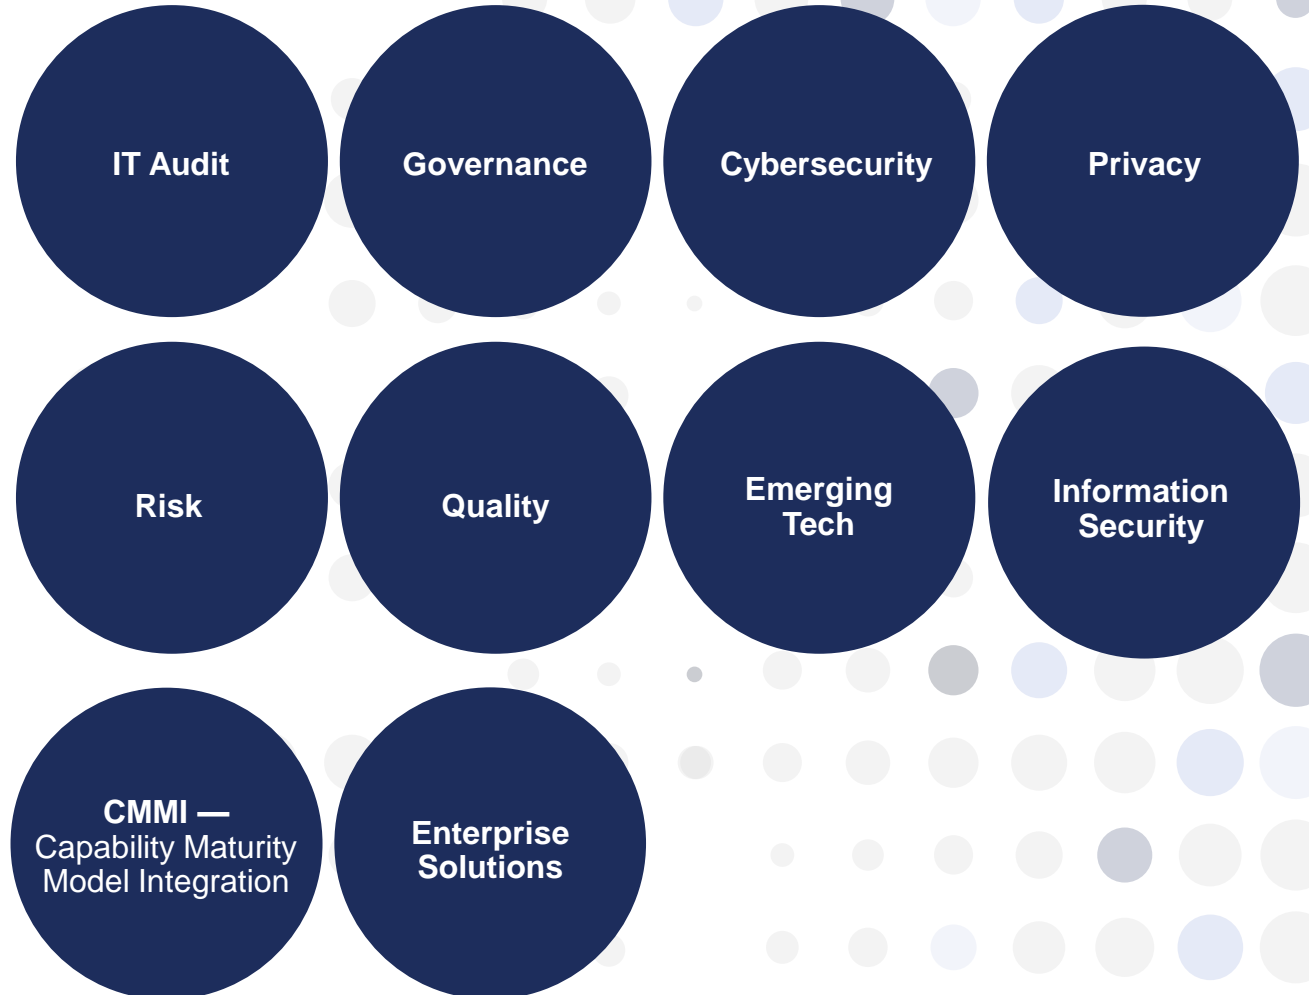 IT Audit
Governance
Cybersecurity
Privacy
Risk
Quality
Emerging
Tech
Information
Security
CMMI —
Capability Maturity
Model Integration
Enterprise
Solutions